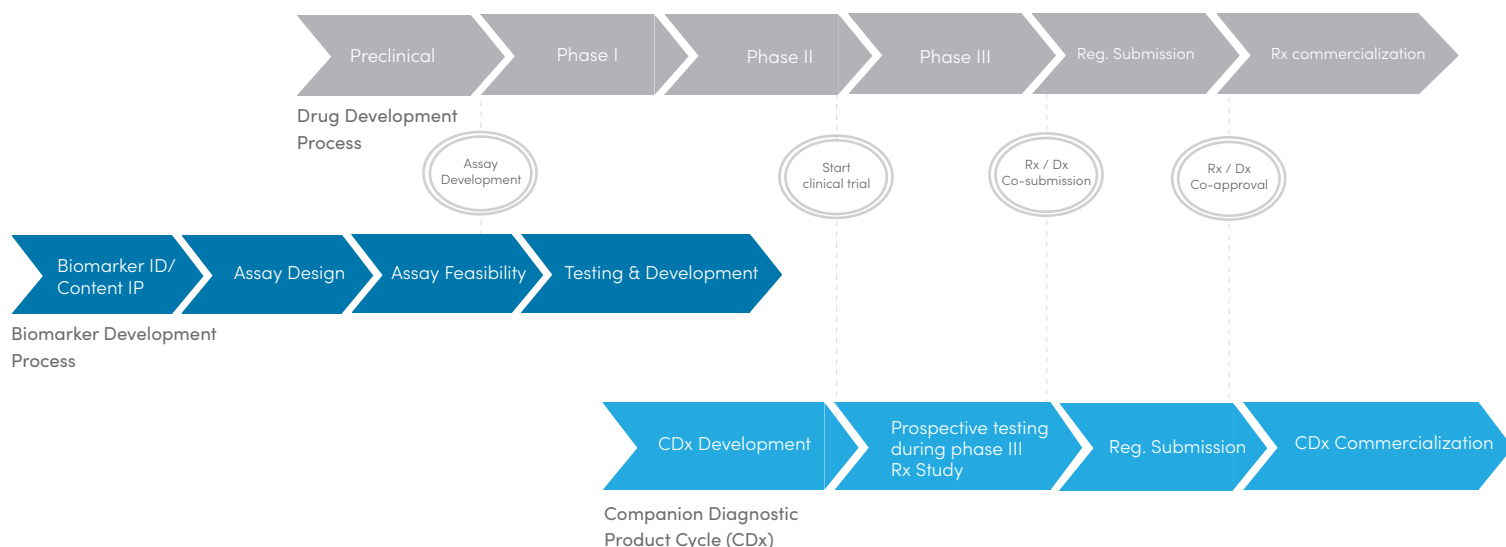 Preclinical
Phase I
Phase II
Phase III
Reg. Submission
Rx commercialization
Drug Development
Process
Assay
Development
Start
clinical trial
Rx / Dx
Co-submission
Rx / Dx
Co-approval
Biomarker ID/
Content IP
Assay Design
Assay Feasibility
Testing & Development
Biomarker Development
Process
CDx Development
Prospective testing
during phase III
Rx Study
Reg. Submission
CDx Commercialization
Companion Diagnostic
Product Cycle (CDx)